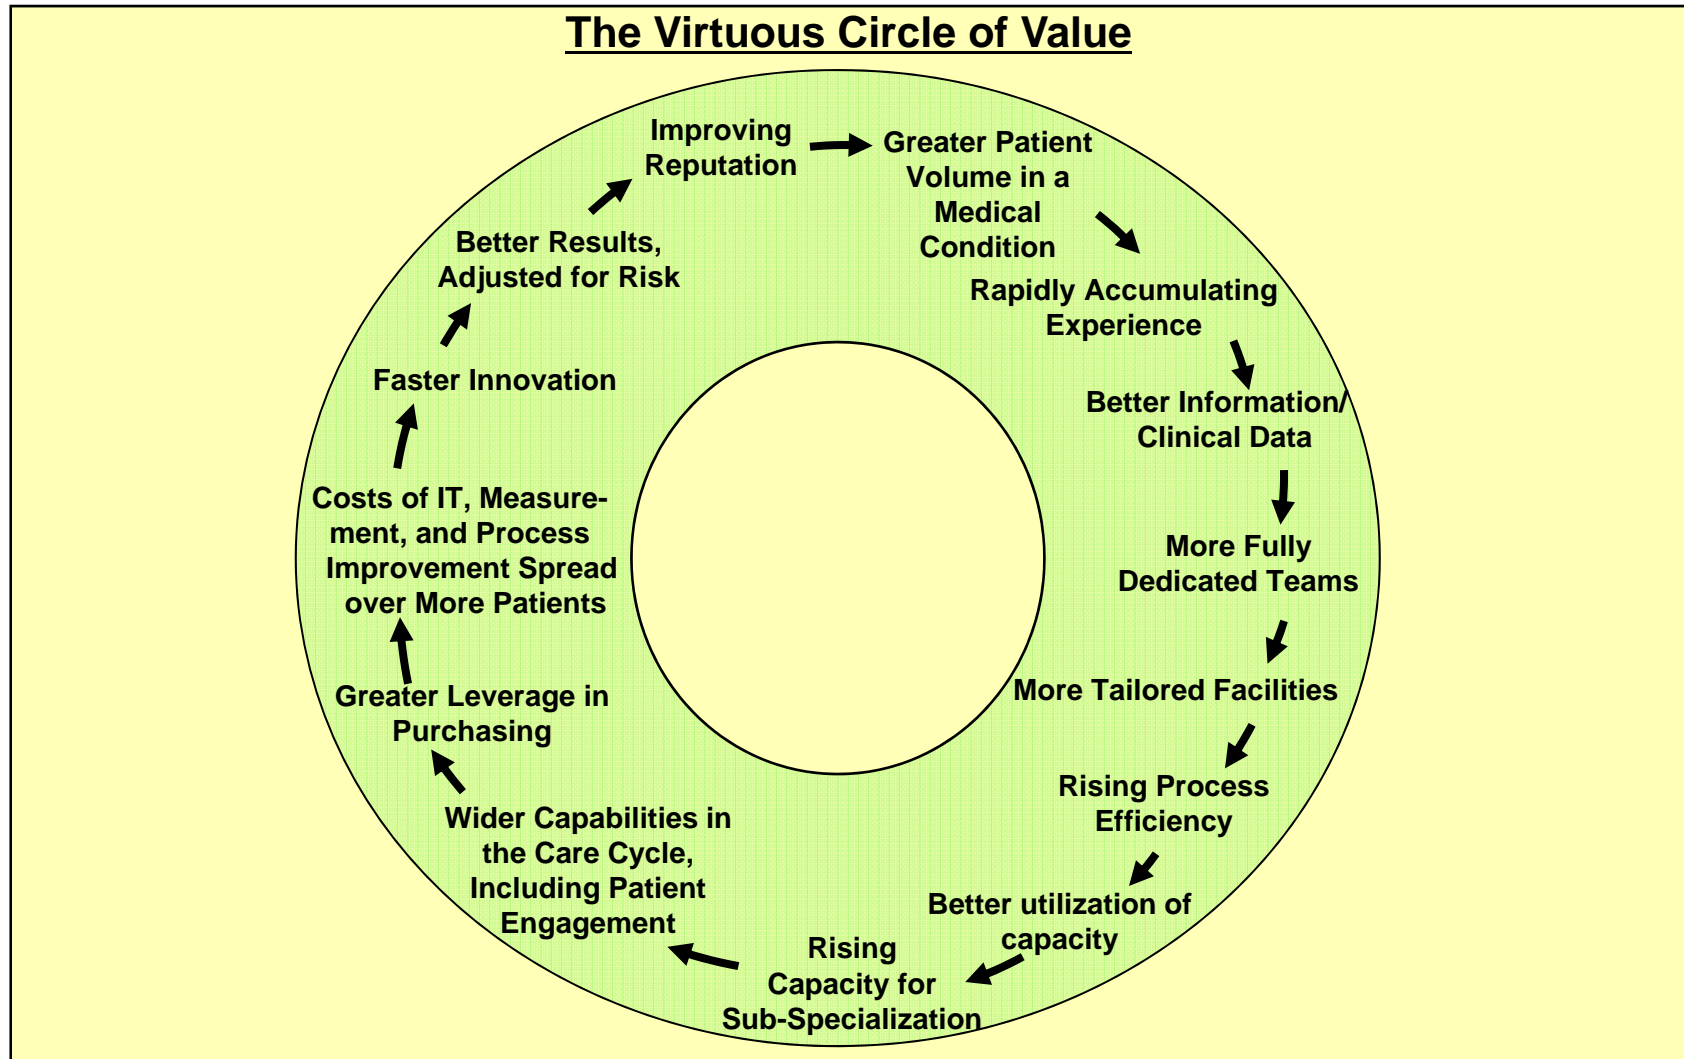 The Virtuous Circle of Value
Improving
Reputation
Greater Patient
Volume in a
Medical
Condition
Rapidly Accumulating
Experience
Better Information/
Clinical Data
More Fully
Dedicated Teams
More Tailored Facilities
Rising Process
Efficiency
Better utilization of
capacity
Rising
Capacity for
Sub-Specialization
Wider Capabilities in
the Care Cycle,
Including Patient
Engagement
Greater Leverage in
Purchasing
Costs of IT, Measure-
ment, and Process
Improvement Spread
over More Patients
Faster Innovation
Better Results,
Adjusted for Risk